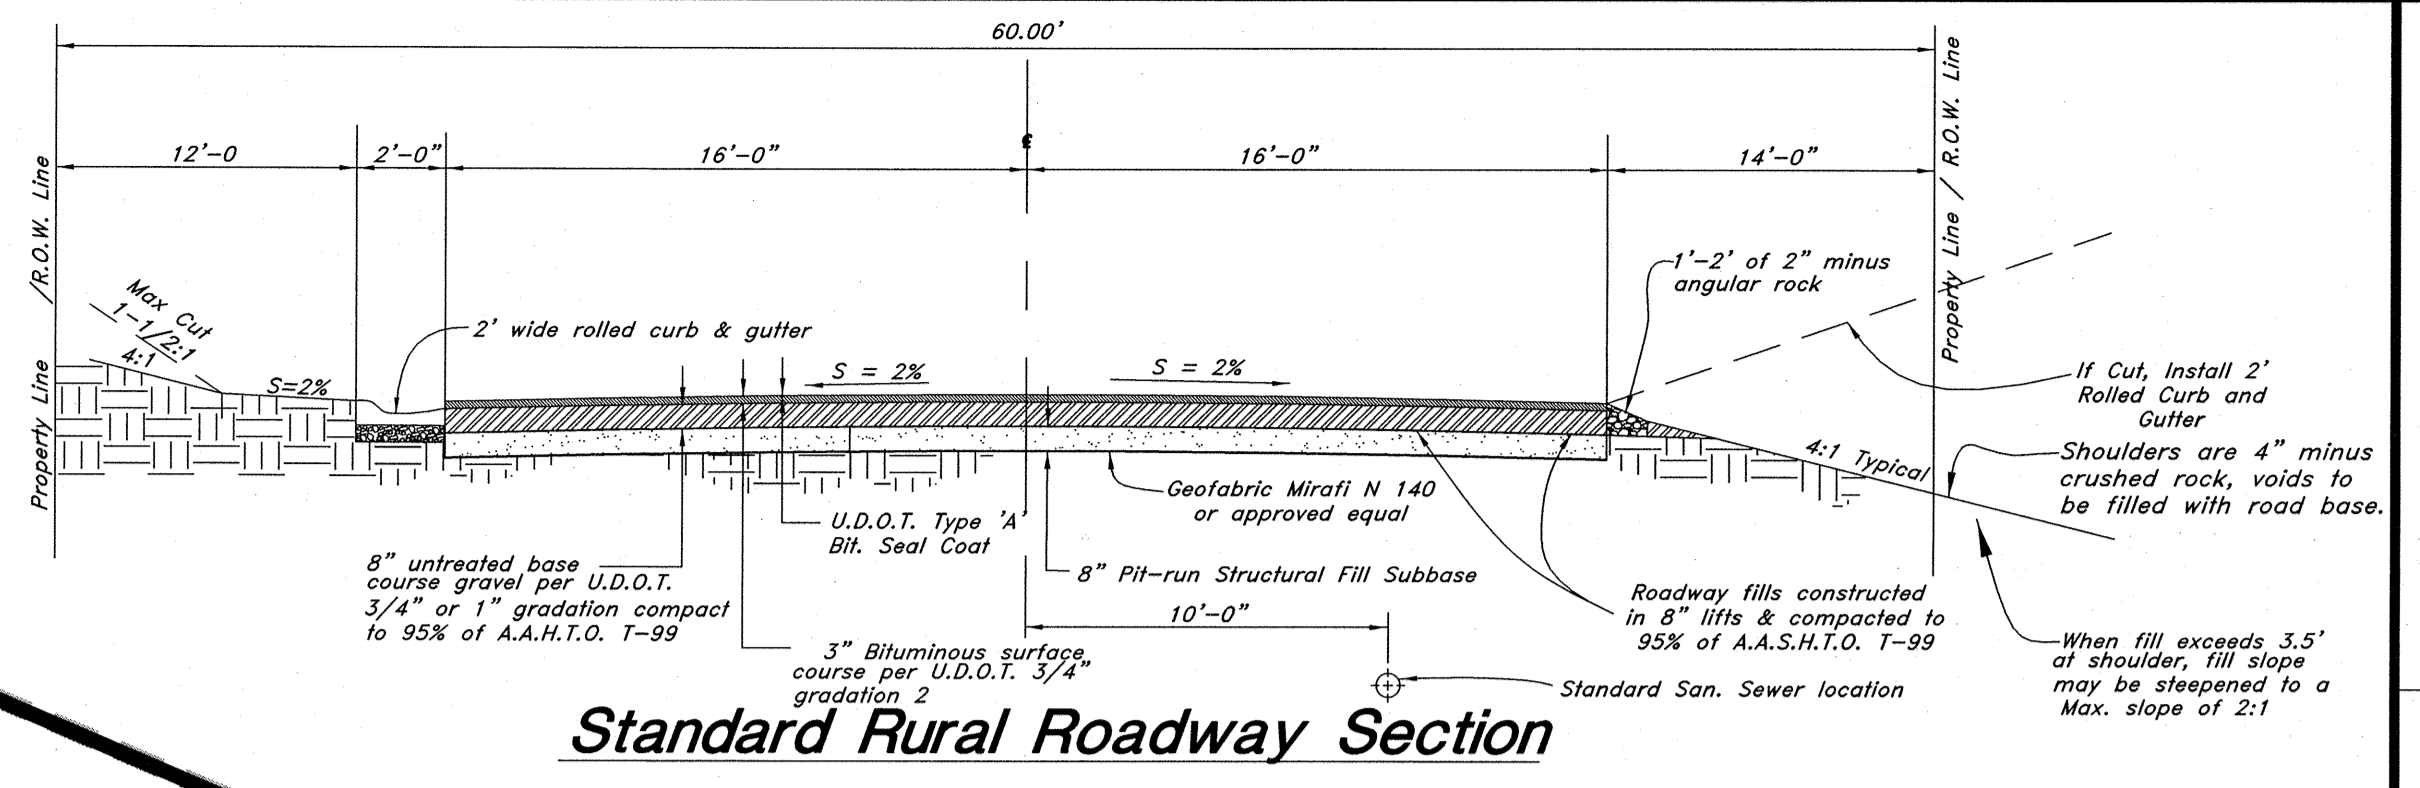 60.00'
12'-0
2'-0"
16'-0"
16'-0"
14'-0"
Property Line /R.O.W. Line
Property Line / R.O.W. Line
Max Cut
1-1/2:1
4:1
S=2%
2' wide rolled curb & gutter
S = 2%
S = 2%
1'-2' of 2" minus
angular rock
If Cut, Install 2'
Rolled Curb and
Gutter
4:1 Typical
Shoulders are 4" minus
crushed rock, voids to
be filled with road base.
Geofabric Mirafi N 140
or approved equal
U.D.O.T. Type 'A'
Bit. Seal Coat
8" untreated base
course gravel per U.D.O.T.
3/4" or 1" gradation compact
to 95% of A.A.H.T.O. T-99
8" Pit-run Structural Fill Subbase
10'-0"
Roadway fills constructed
in 8" lifts & compacted to
95% of A.A.S.H.T.O. T-99
3" Bituminous surface
course per U.D.O.T. 3/4"
gradation 2
Standard San. Sewer location
When fill exceeds 3.5'
at shoulder, fill slope
may be steepened to a
Max. slope of 2:1
Standard Rural Roadway Section